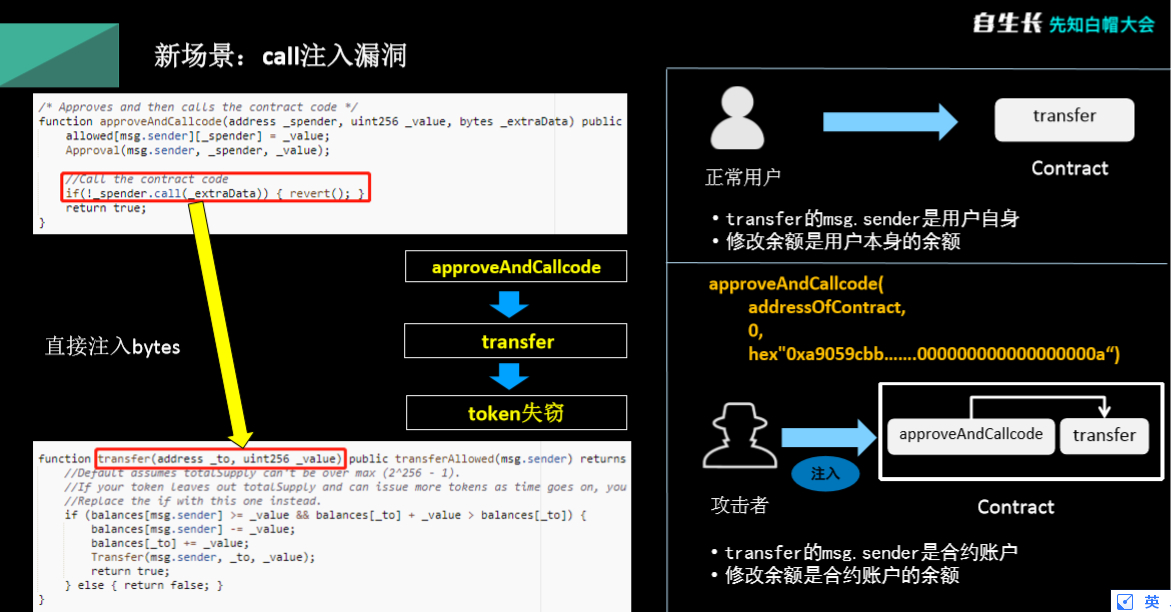 自生长 先知白帽大会
新场景：call注入漏洞
/* Approves and then calls the contract code */
function approveAndCallcode(address _spender, uint256 _value, bytes _extraData) public
allowed[msg.sender][_spender] = _value;
Approval(msg.sender, _spender, _value);
//Call the contract code
if(!_spender.call(_extraData)) { revert(); }
return true;
}
直接注入bytes
approveAndCallcode
transfer
token失窃
function transfer(address _to, uint256 _value) public transferAllowed(msg.sender) returns
//Default assumes totalSupply can't be over max (2^256 - 1).
//If your token leaves out totalSupply and can issue more tokens as time goes on, you
//Replace the if with this one instead.
if (balances[msg.sender] >= _value && balances[_to] + _value > balances[_to]) {
balances[msg.sender] -= _value;
balances[_to] += _value;
Transfer(msg.sender, _to, _value);
return true;
} else { return false; }
}
transfer
正常用户
Contract
•transfer的msg.sender是用户自身
•修改余额是用户本身的余额
approveAndCallcode(
addressOfContract,
0,
hex"0xa9059cbb.......000000000000000000a“)
approveAndCallcode
transfer
注入
攻击者
Contract
•transfer的msg.sender是合约账户
•修改余额是合约账户的余额
英